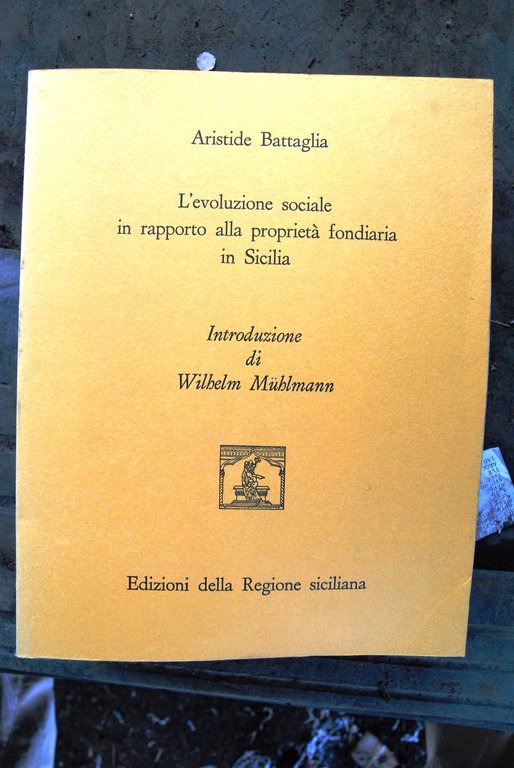 Aristide Battaglia
L'evoluzione sociale
in rapporto alla proprietà fondiaria
in Sicilia
Introduzione
di
Wilhelm Mühlmann
Edizioni della Regione siciliana